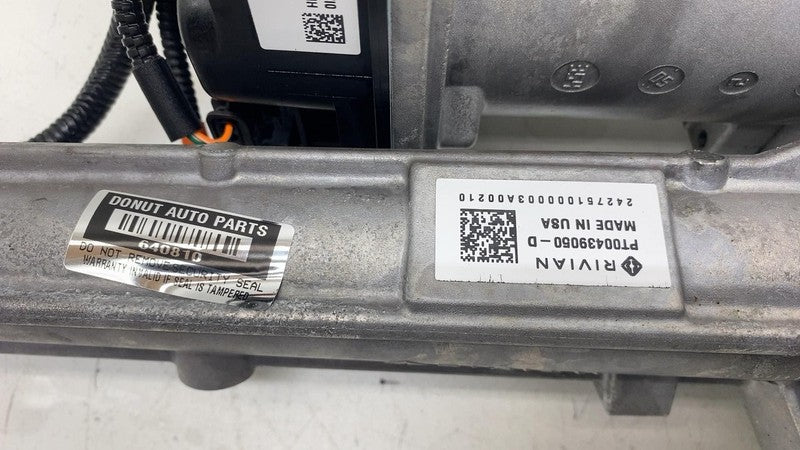 DONUT AUTO PARTS
640810
DO NOT REMOVE SECURITY SEAL
WARRANTY INVALID IF SEAL IS TAMPERED
RIVIAN
PT00439050-D
MADE IN USA
2427510000003A00210